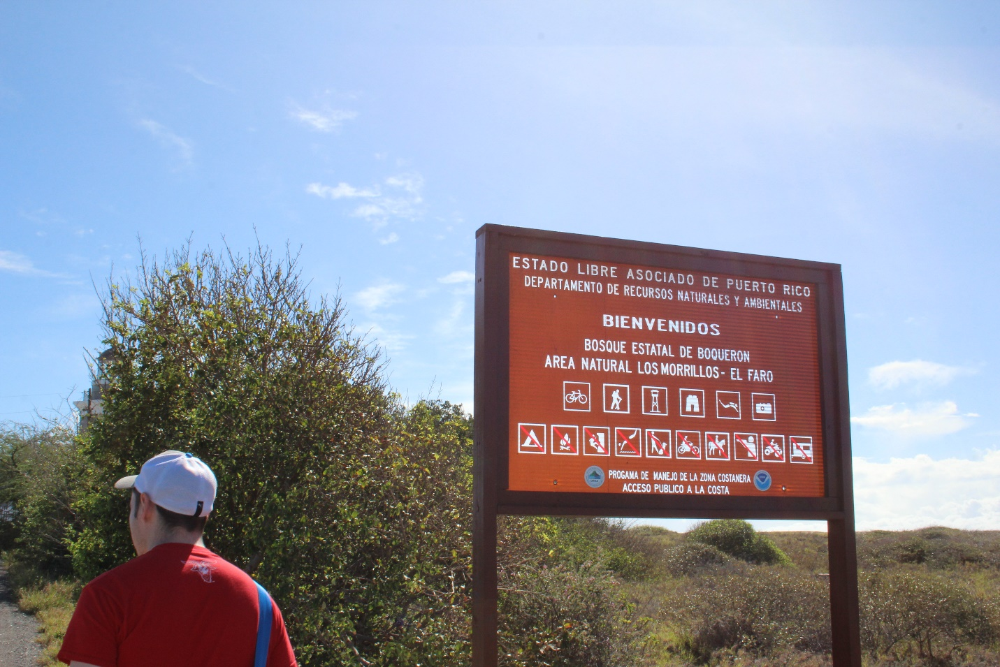 ESTADO LIBRE ASOCIADO DE PUERTO RICO
DEPARTAMENTO DE RECURSOS NATURALES Y AMBIENTALES
BIENVENIDOS
BOSQUE ESTATAL DE BOQUERON
AREA NATURAL LOS MORRILLOS- EL FARO
PROGAMA DE MANEJO DE LA ZONA COSTANERA
ACCESO PUBLICO A LA COSTA